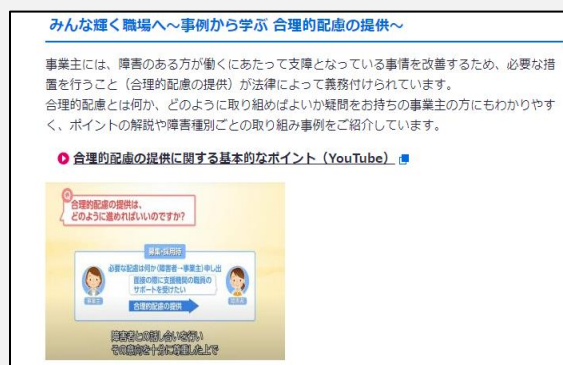 みんな輝く職場へ～事例から学ぶ 合理的配慮の提供～
事業主には、障害のある方が働くにあたって支障となっている事情を改善するため、必要な措
置を行うこと（合理的配慮の提供）が法律によって義務付けられています。
合理的配慮とは何か、どのように取り組めばよいか疑問をお持ちの事業主の方にもわかりやす
く、ポイントの解説や障害種別ごとの取り組み事例をご紹介しています。
合理的配慮の提供に関する基本的なポイント（YouTube）
Q
合理的配慮の提供は、
どのように進めればいいのですか？
募集・採用時
必要な配慮は何か（障害者→事業主）申し出
面接の際に支援機関の職員の
サポートを受けたい
事業主
合理的配慮の提供
障害者との話し合いを行い
その意向を十分に尊重した上で